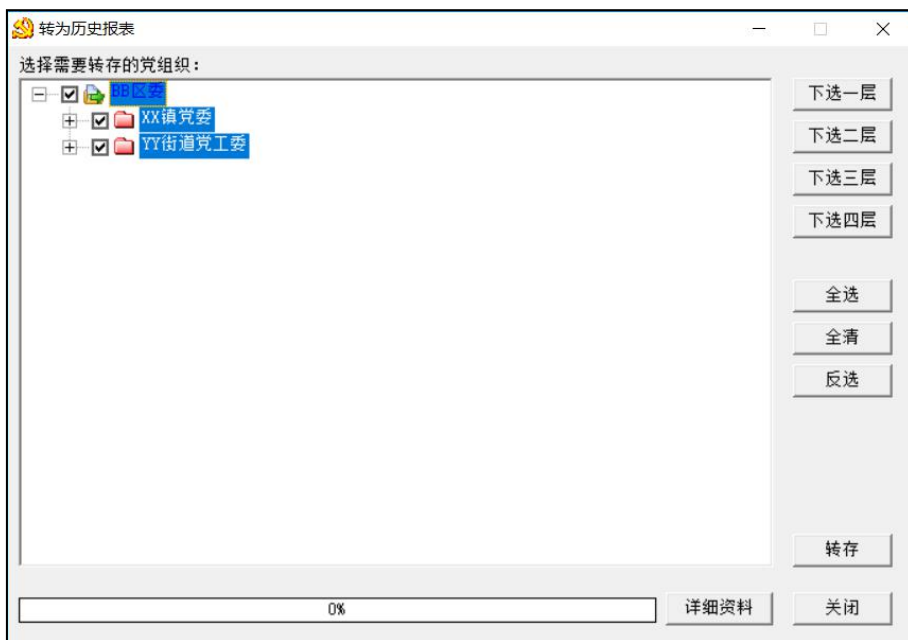 转为历史报表
选择需要转存的党组织：
BB区委
XX镇党委
YY街道党工委
下选一层
下选二层
下选三层
下选四层
全选
全清
反选
转存
0%
详细资料
关闭